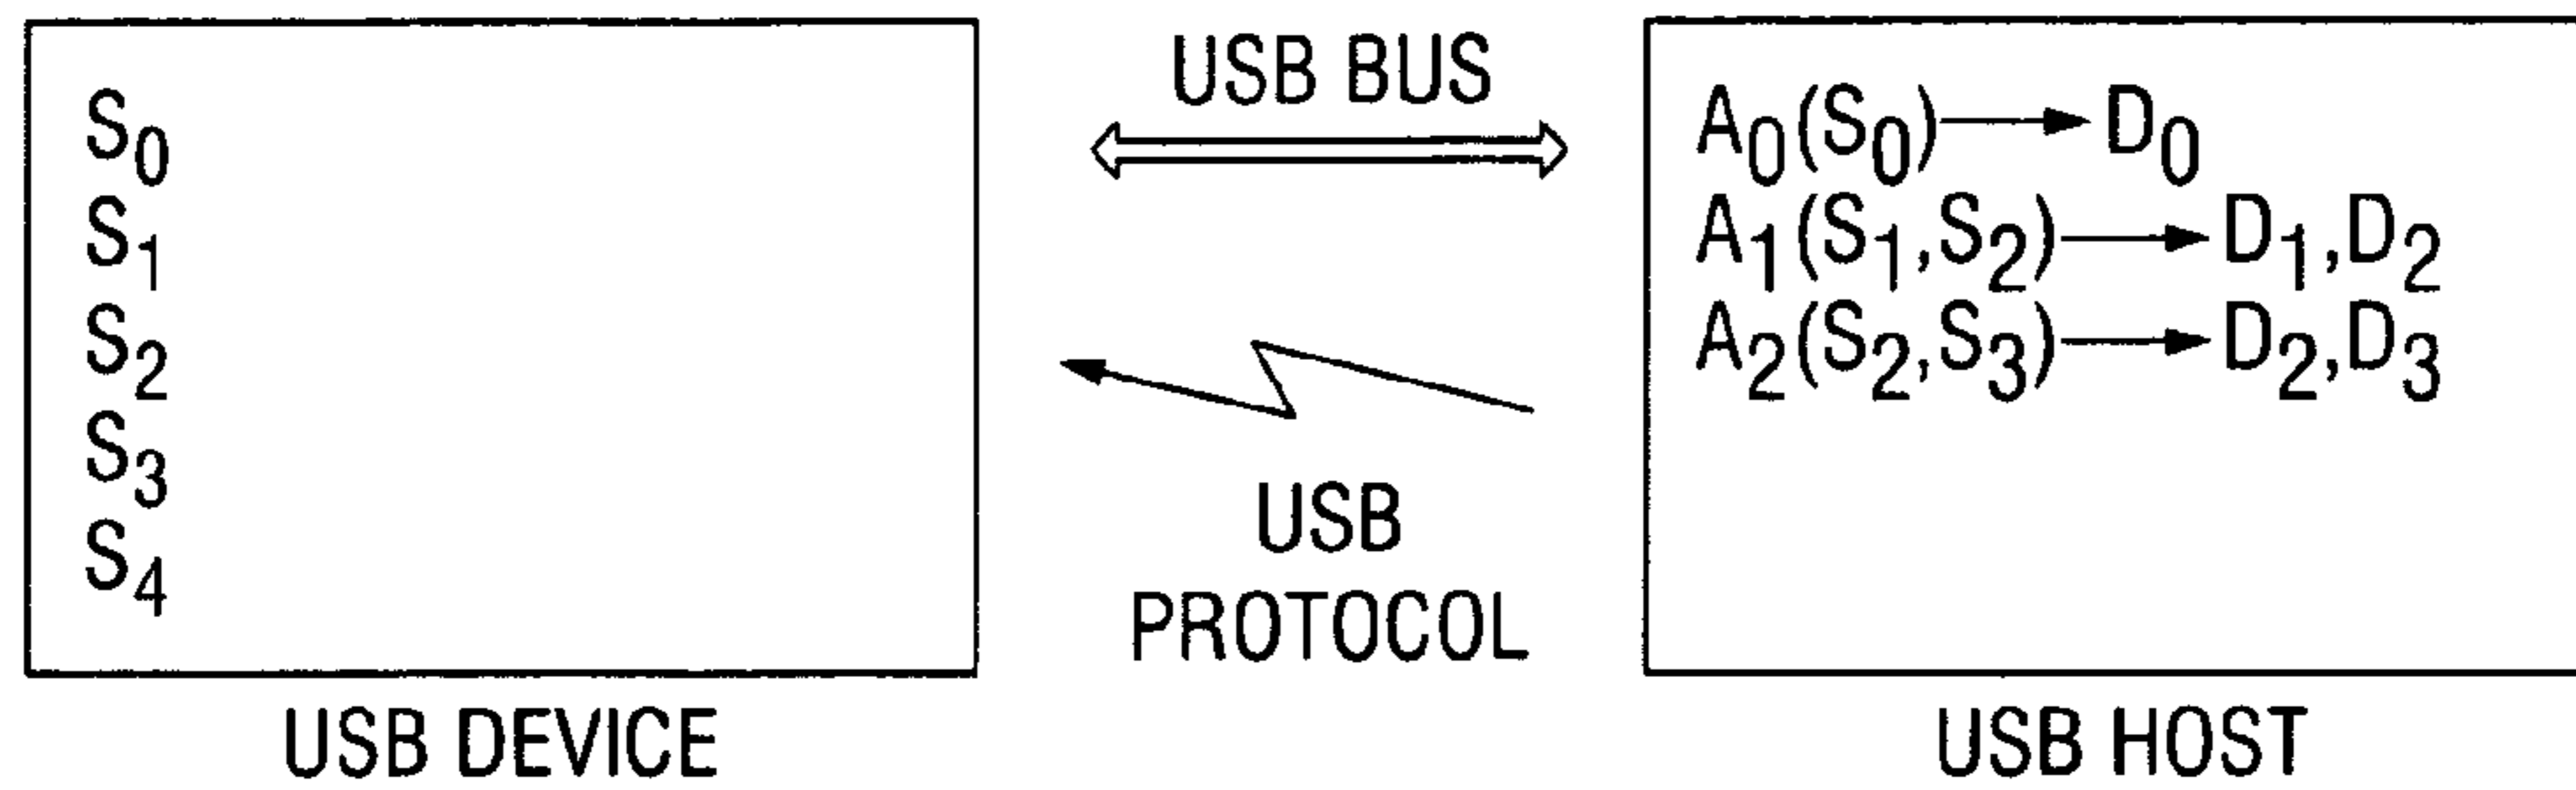 S0
S1
S2
S3
S4
USB DEVICE
USB BUS
USB
PROTOCOL
A0(S0)→D0
A1(S1,S2)→D1,D2
A2(S2,S3)→D2,D3
USB HOST